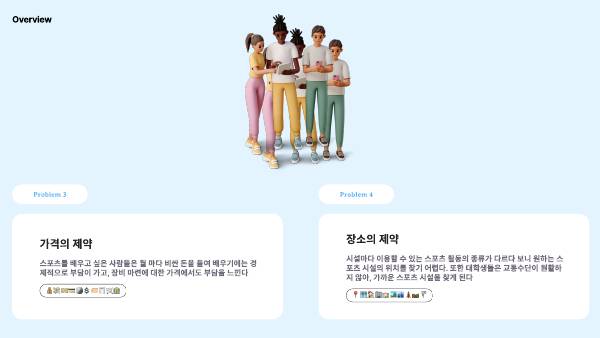 Overview
Problem 3
가격의 제약
스포츠를 배우고 싶은 사람들은 월 마다 비싼 돈을 들여 배우기에는 경
제적으로 부담이 가고, 장비 마련에 대한 가격에서도 부담을 느낀다
Problem 4
장소의 제약
시설마다 이용할 수 있는 스포츠 활동의 종류가 다르다 보니 원하는 스
포츠 시설의 위치를 찾기 어렵다. 또한 대학생들은 교통수단이 원활하
지 않아, 가까운 스포츠 시설을 찾게 된다